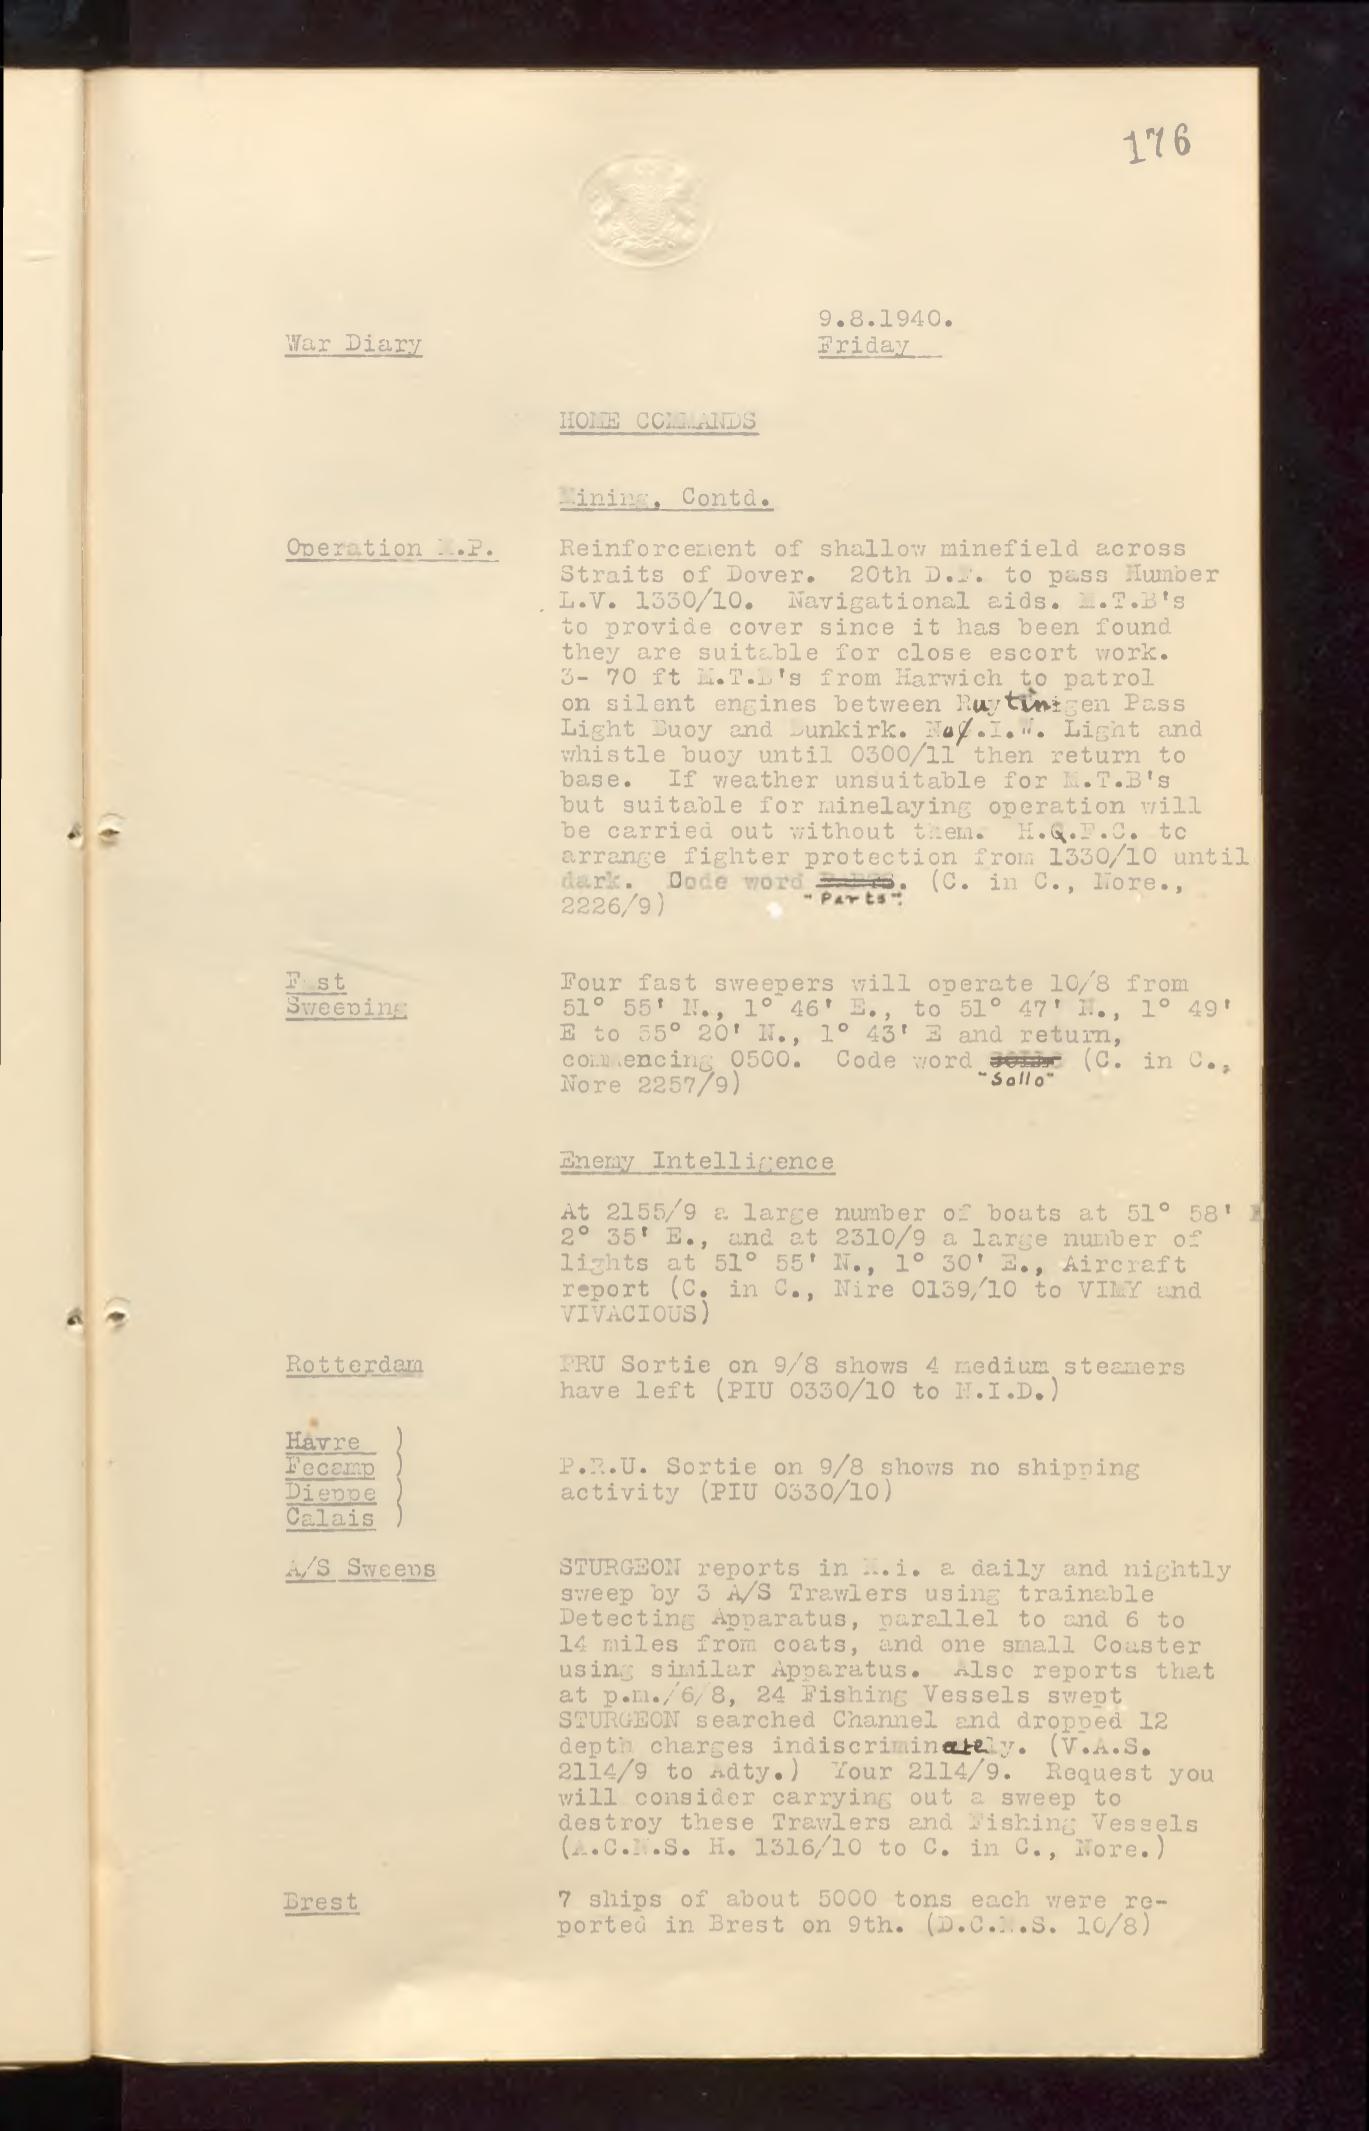 176
9.8.1940.
War Diary
Friday
HOME COMMANDS
Mining, Contd.
Operation M.P.
Reinforcement of shallow minefield across
Straits of Dover. 20th D.F. to pass Humber
L.V. 1330/10. Navigational aids. M.T.B's
to provide cover since it has been found
they are suitable for close escort work.
3- 70 ft M.T.B's from Harwich to patrol
on silent engines between Ruytingen Pass
Light Buoy and Dunkirk. No .I.W. Light and
whistle buoy until 0300/11 then return to
base. If weather unsuitable for M.T.B's
but suitable for minelaying operation will
be carried out without them. H.Q.F.C. to
arrange fighter protection from 1330/10 until
dark. Code word . (C. in C., Nore.,
"Parts".
2226/9)
Fast
Sweeping
Four fast sweepers will operate 10/8 from
51° 55' N., 1° 46' E., to 51° 47' N., 1° 49'
E to 55° 20' N., 1° 43' E and return,
commencing 0500. Code word (C. in C.,
"Sollo"
Nore 2257/9)
Enemy Intelligence
At 2155/9 a large number of boats at 51° 58' N
2° 35' E., and at 2310/9 a large number of
lights at 51° 55' N., 1° 30' E., Aircraft
report (C. in C., Nire 0139/10 to VIMY and
VIVACIOUS)
Rotterdam
PRU Sortie on 9/8 shows 4 medium steamers
have left (PIU 0330/10 to N.I.D.)
Havre )
Fecamp )
Dieppe )
Calais )
P.R.U. Sortie on 9/8 shows no shipping
activity (PIU 0330/10)
A/S Sweeps
STURGEON reports in M.i. a daily and nightly
sweep by 3 A/S Trawlers using trainable
Detecting Apparatus, parallel to and 6 to
14 miles from coats, and one small Coaster
using similar Apparatus. Also reports that
at p.m./6/8, 24 Fishing Vessels swept
STURGEON searched Channel and dropped 12
depth charges indiscriminately. (V.A.S.
2114/9 to Adty.) Your 2114/9. Request you
will consider carrying out a sweep to
destroy these Trawlers and Fishing Vessels
(A.C.N.S. H. 1316/10 to C. in C., Nore.)
Brest
7 ships of about 5000 tons each were re-
ported in Brest on 9th. (D.C.N.S. 10/8)